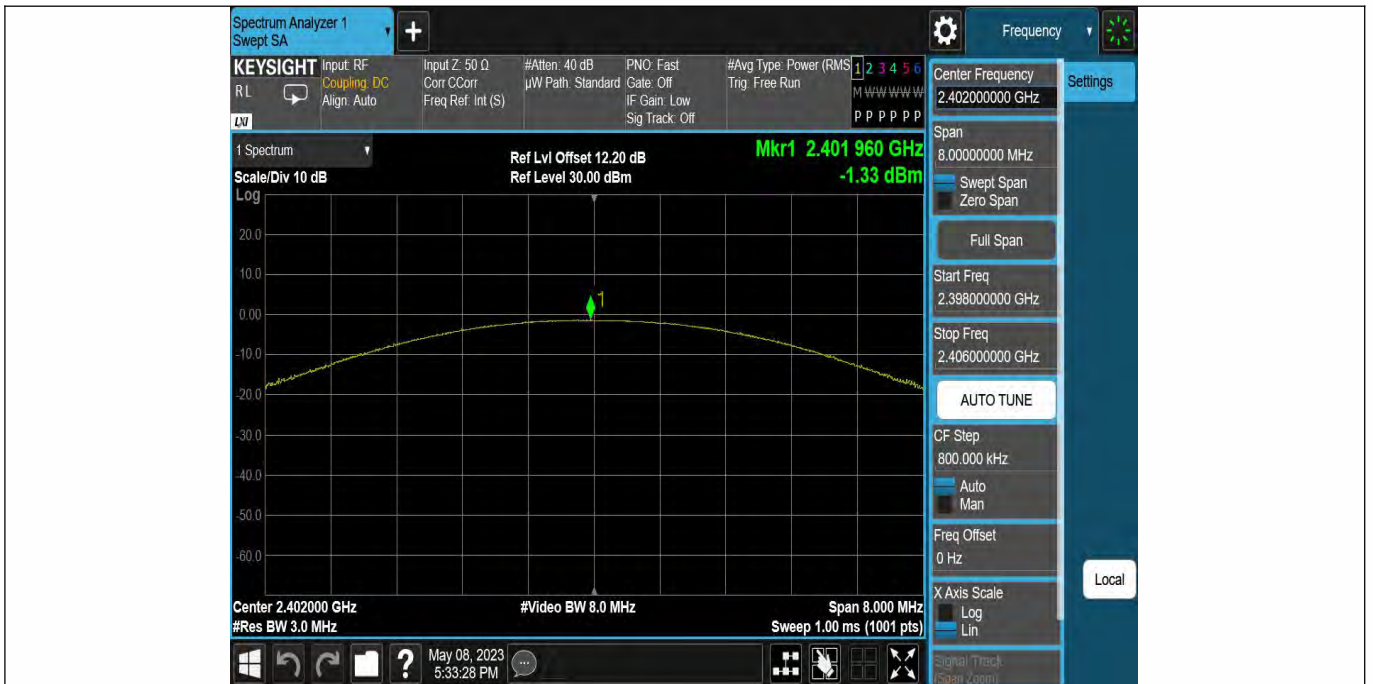 Spectrum Analyzer 1
Swept SA
+
Frequency
KEYSIGHT
RL
LXI
Input: RF
Coupling: DC
Align: Auto
Input Z: 50 Ω
Corr CCorr
Freq Ref: Int (S)
#Atten: 40 dB
µW Path: Standard
PNO: Fast
Gate: Off
IF Gain: Low
Sig Track: Off
#Avg Type: Power (RMS
Trig: Free Run
1 2 3 4 5 6
M W W W W W
P P P P P P
1 Spectrum
Scale/Div 10 dB
Ref Lvl Offset 12.20 dB
Ref Level 30.00 dBm
Mkr1 2.401 960 GHz
-1.33 dBm
Log
20.0
10.0
0.00
-10.0
-20.0
-30.0
-40.0
-50.0
-60.0
1
Center 2.402000 GHz
#Res BW 3.0 MHz
#Video BW 8.0 MHz
Span 8.000 MHz
Sweep 1.00 ms (1001 pts)
?
May 08, 2023
5:33:28 PM
Center Frequency
2.402000000 GHz
Span
8.00000000 MHz
Swept Span
Zero Span
Full Span
Start Freq
2.398000000 GHz
Stop Freq
2.406000000 GHz
AUTO TUNE
CF Step
800.000 kHz
Auto
Man
Freq Offset
0 Hz
X Axis Scale
Log
Lin
Signal Track
(Span Zoom)
Settings
Local